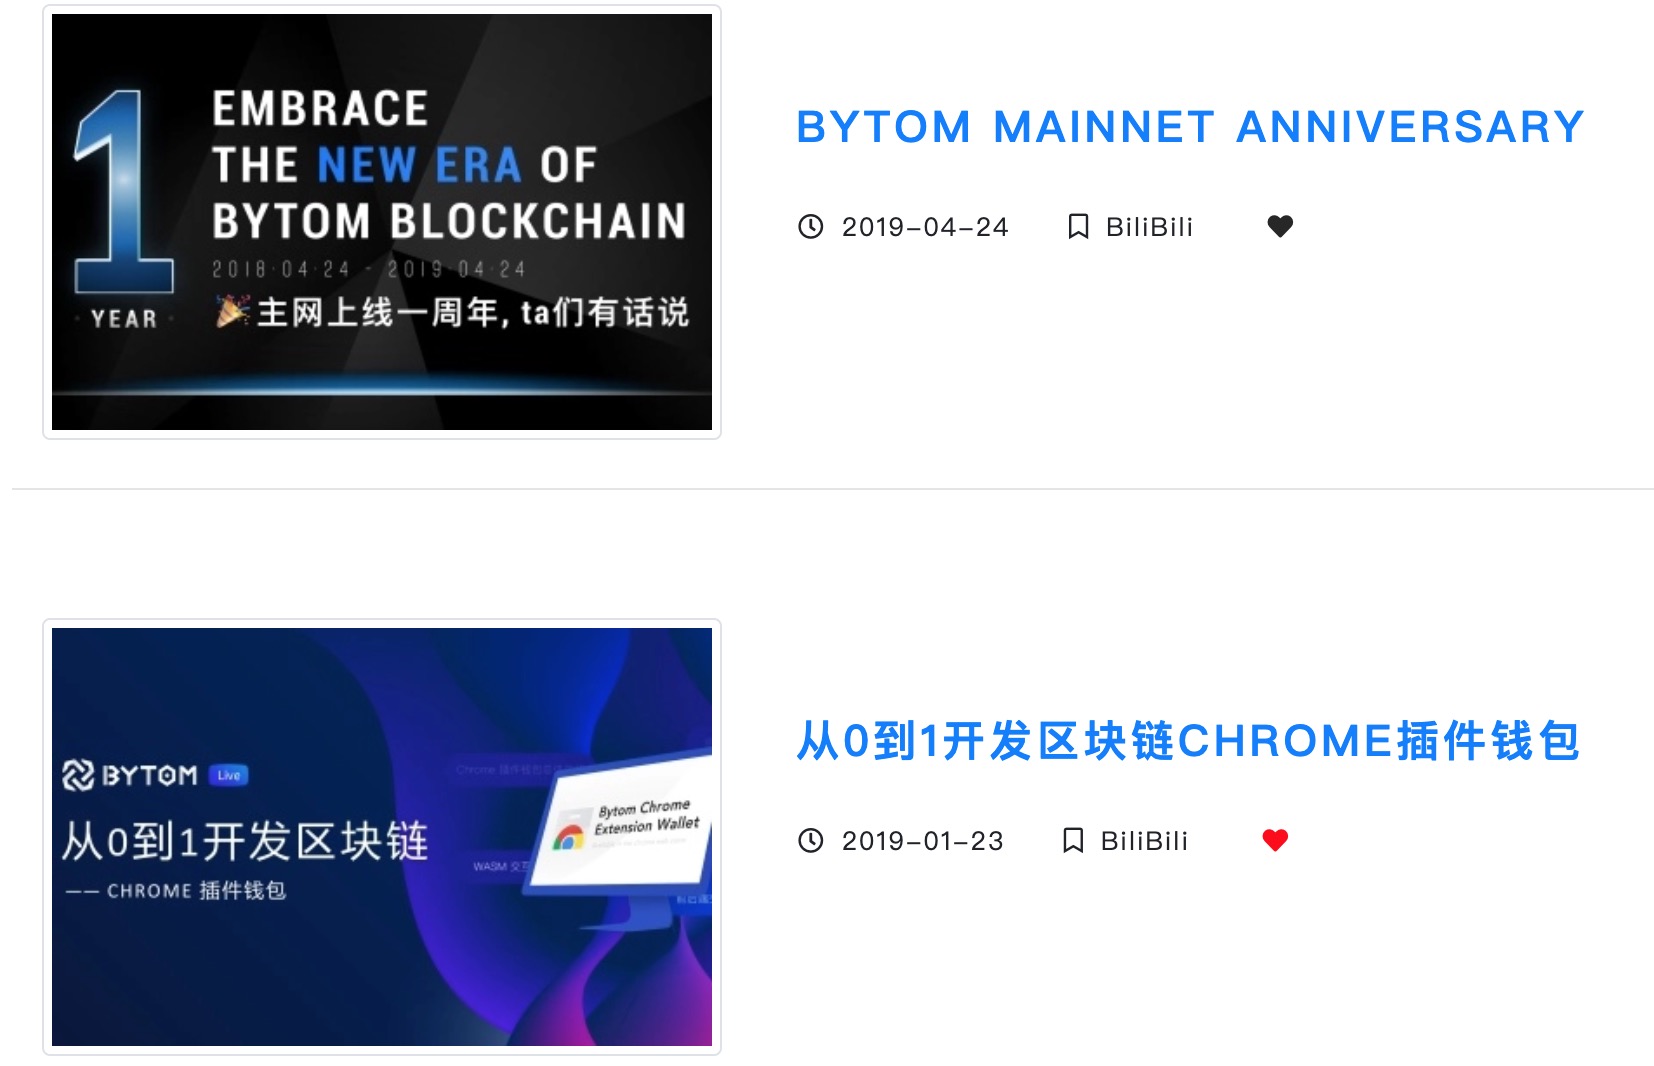 1
YEAR
EMBRACE
THE NEW ERA OF
BYTOM BLOCKCHAIN
2018·04·24 - 2019·04·24
🎉主网上线一周年, ta们有话说
BYTOM MAINNET ANNIVERSARY
2019-04-24 BiliBili
BYTOM Live
从0到1开发区块链
—— CHROME 插件钱包
Bytom Chrome
Extension Wallet
WASM 交互
从0到1开发区块链CHROME插件钱包
2019-01-23 BiliBili